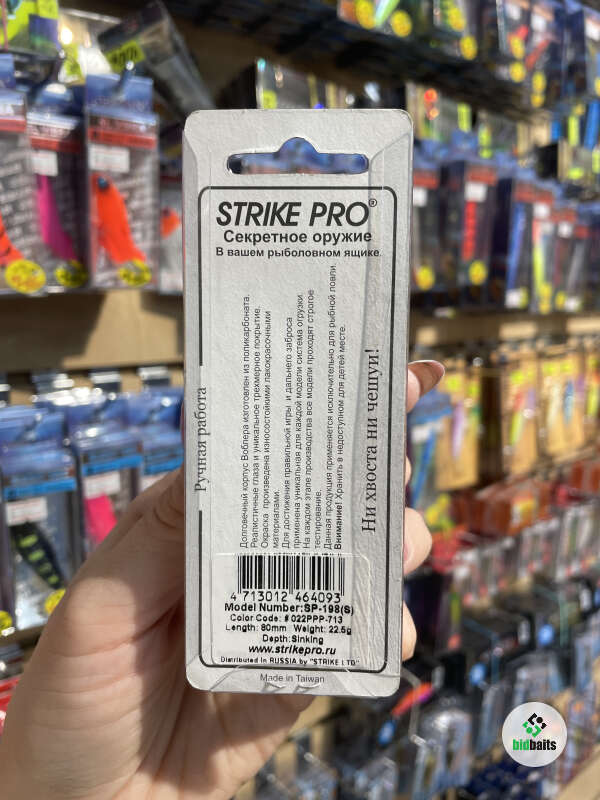 STRIKE PRO®
Секретное оружие
В вашем рыболовном ящике
Ручная работа
Долговечный корпус Воблера изготовлен из поликарбоната.
Реалистичные глаза и уникальное трехмерное покрытие.
Окраска произведена износостойкими лакокрасочными
материалами.
Для достижения правильной игры и дальнего заброса
применена уникальная для каждой модели система огрузки
На каждом этапе производства все модели проходят строгое
тестирование.
Данная продукция применяется исключительно для рыбной ловли.
Внимание! Хранить в недоступном для детей месте.
Ни хвоста ни чешуи!
4 713012 464093
Model Number:SP-198(S)
Color Code: #022PPP-713
Length: 80mm Weight: 22.5g
Depth:Sinking
www.strikepro.ru
Distributed in RUSSIA by "STRIKE LTD"
Made in Taiwan
bidbaits